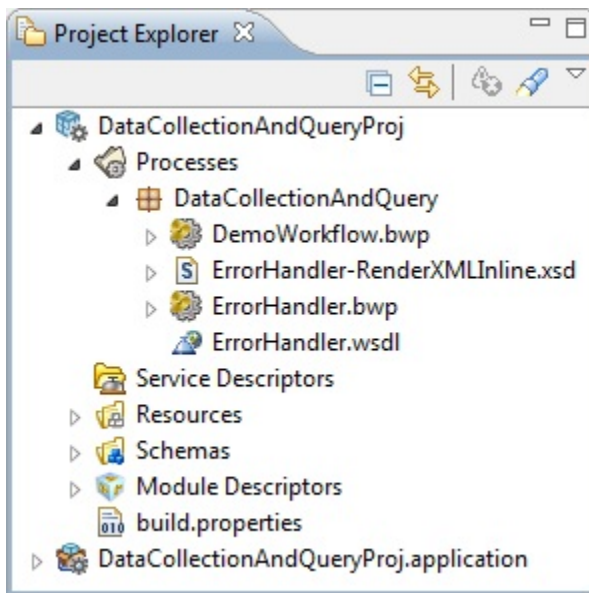 Project Explorer
DataCollectionAndQueryProj
Processes
DataCollectionAndQuery
DemoWorkflow.bwp
S ErrorHandler-RenderXMLInline.xsd
ErrorHandler.bwp
ErrorHandler.wsdl
Service Descriptors
Resources
Schemas
Module Descriptors
010 build.properties
DataCollectionAndQueryProj.application